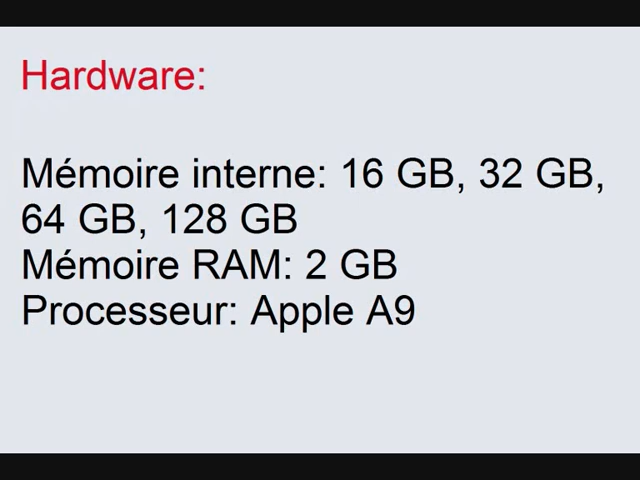 Hardware:
Mémoire interne: 16 GB, 32 GB,
64 GB, 128 GB
Mémoire RAM: 2 GB
Processeur: Apple A9